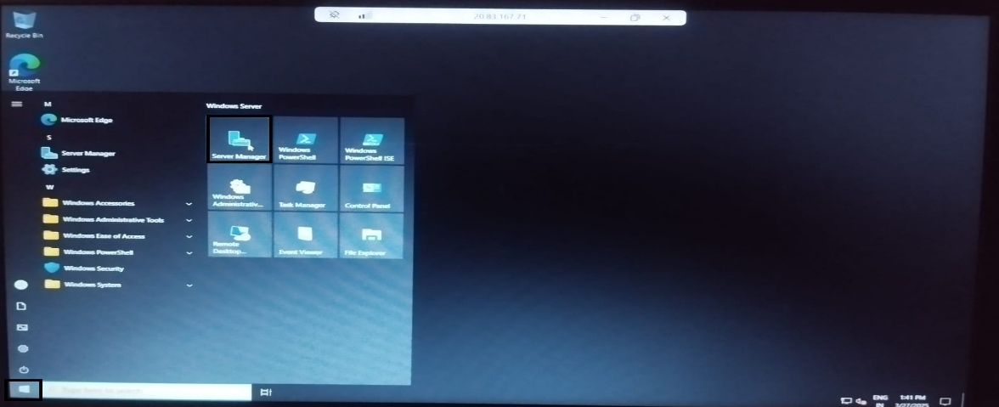 20.83.167.71
Recycle Bin
Microsoft
Edge
M
Microsoft Edge
S
Server Manager
Settings
W
Windows Accessories
Windows Administrative Tools
Windows Ease of Access
Windows PowerShell
Windows Security
Windows System
Windows Server
Server Manager
Windows
PowerShell
Windows
PowerShell ISE
Windows
Administrativ...
Task Manager
Control Panel
Remote
Desktop...
Event Viewer
File Explorer
Type here to search
ENG
IN
1:41 PM
3/27/2025